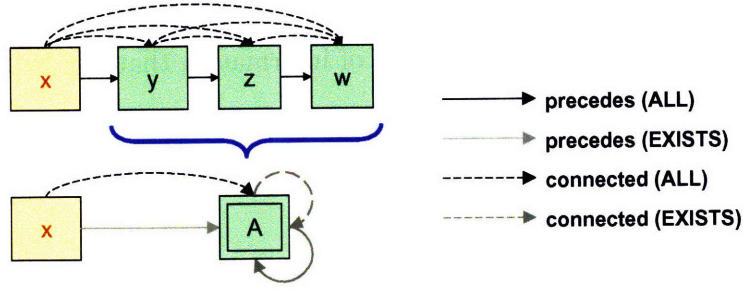 x
y
z
w
precedes (ALL)
precedes (EXISTS)
connected (ALL)
connected (EXISTS)
x
A